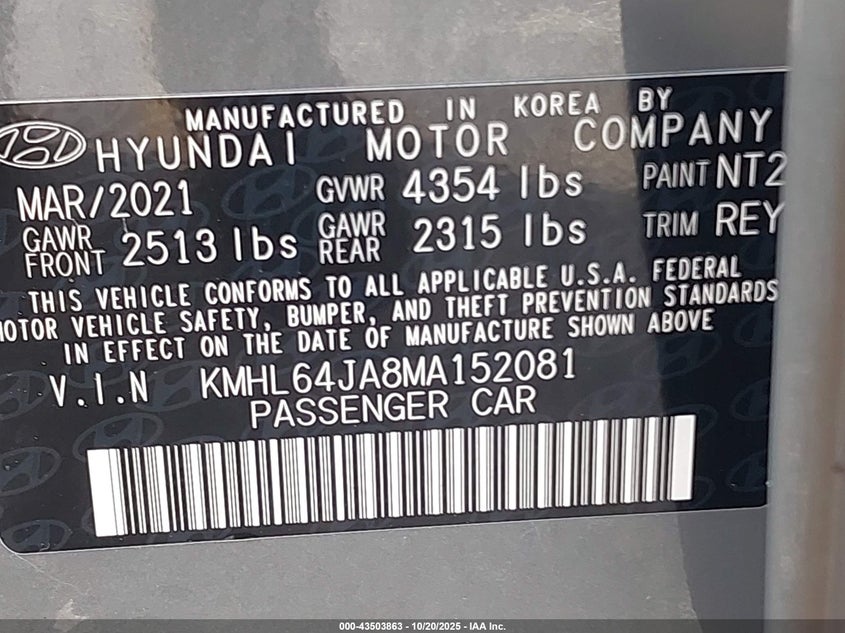 MANUFACTURED IN KOREA BY
HYUNDAI MOTOR COMPANY
MAR/2021 GVWR 4354 lbs PAINT NT2
GAWR FRONT 2513 lbs GAWR REAR 2315 lbs TRIM REY
THIS VEHICLE CONFORMS TO ALL APPLICABLE U.S.A. FEDERAL
MOTOR VEHICLE SAFETY, BUMPER, AND THEFT PREVENTION STANDARDS
IN EFFECT ON THE DATE OF MANUFACTURE SHOWN ABOVE
V.I.N KMHL64JA8MA152081
PASSENGER CAR
000-43503863 - 10/20/2025 - IAA Inc.